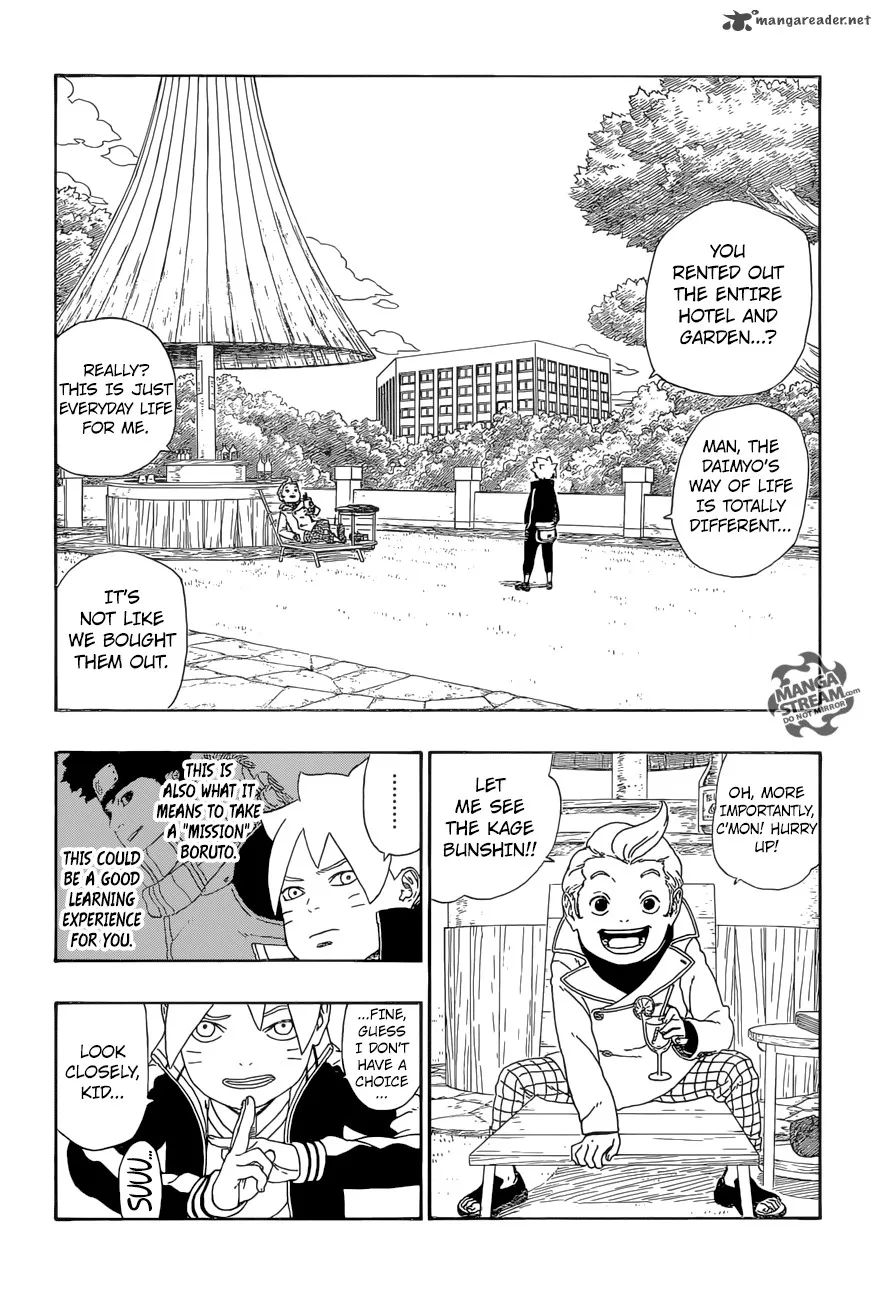 mangareader.net
YOU
RENTED OUT
THE ENTIRE
HOTEL AND
GARDEN...?
MAN, THE
DAIMYO'S
WAY OF LIFE
IS TOTALLY
DIFFERENT...
REALLY?
THIS IS JUST
EVERYDAY LIFE
FOR ME.
IT'S
NOT LIKE
WE BOUGHT
THEM OUT.
MANGA
STREAM.com
DO NOT MIRROR
OH, MORE
IMPORTANTLY,
C'MON! HURRY
UP!
LET
ME SEE
THE KAGE
BUNSHIN!!
.........
THIS IS
ALSO WHAT IT
MEANS TO TAKE
A "MISSION"
BORUTO.
THIS COULD
BE A GOOD
LEARNING
EXPERIENCE
FOR YOU.
...FINE,
GUESS
I DON'T
HAVE A
CHOICE
...
LOOK
CLOSELY,
KID...
SUUU...